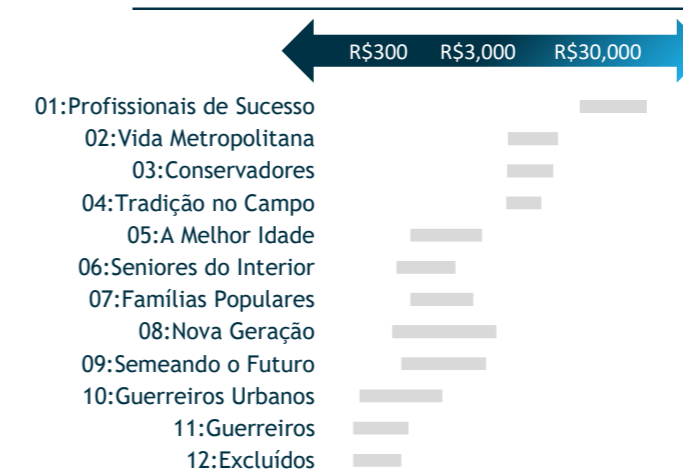 R$300 R$3,000 R$30,000
01:Profissionais de Sucesso
02:Vida Metropolitana
03:Conservadores
04:Tradição no Campo
05:A Melhor Idade
06:Seniores do Interior
07:Famílias Populares
08:Nova Geração
09:Semeando o Futuro
10:Guerreiros Urbanos
11:Guerreiros
12:Excluídos